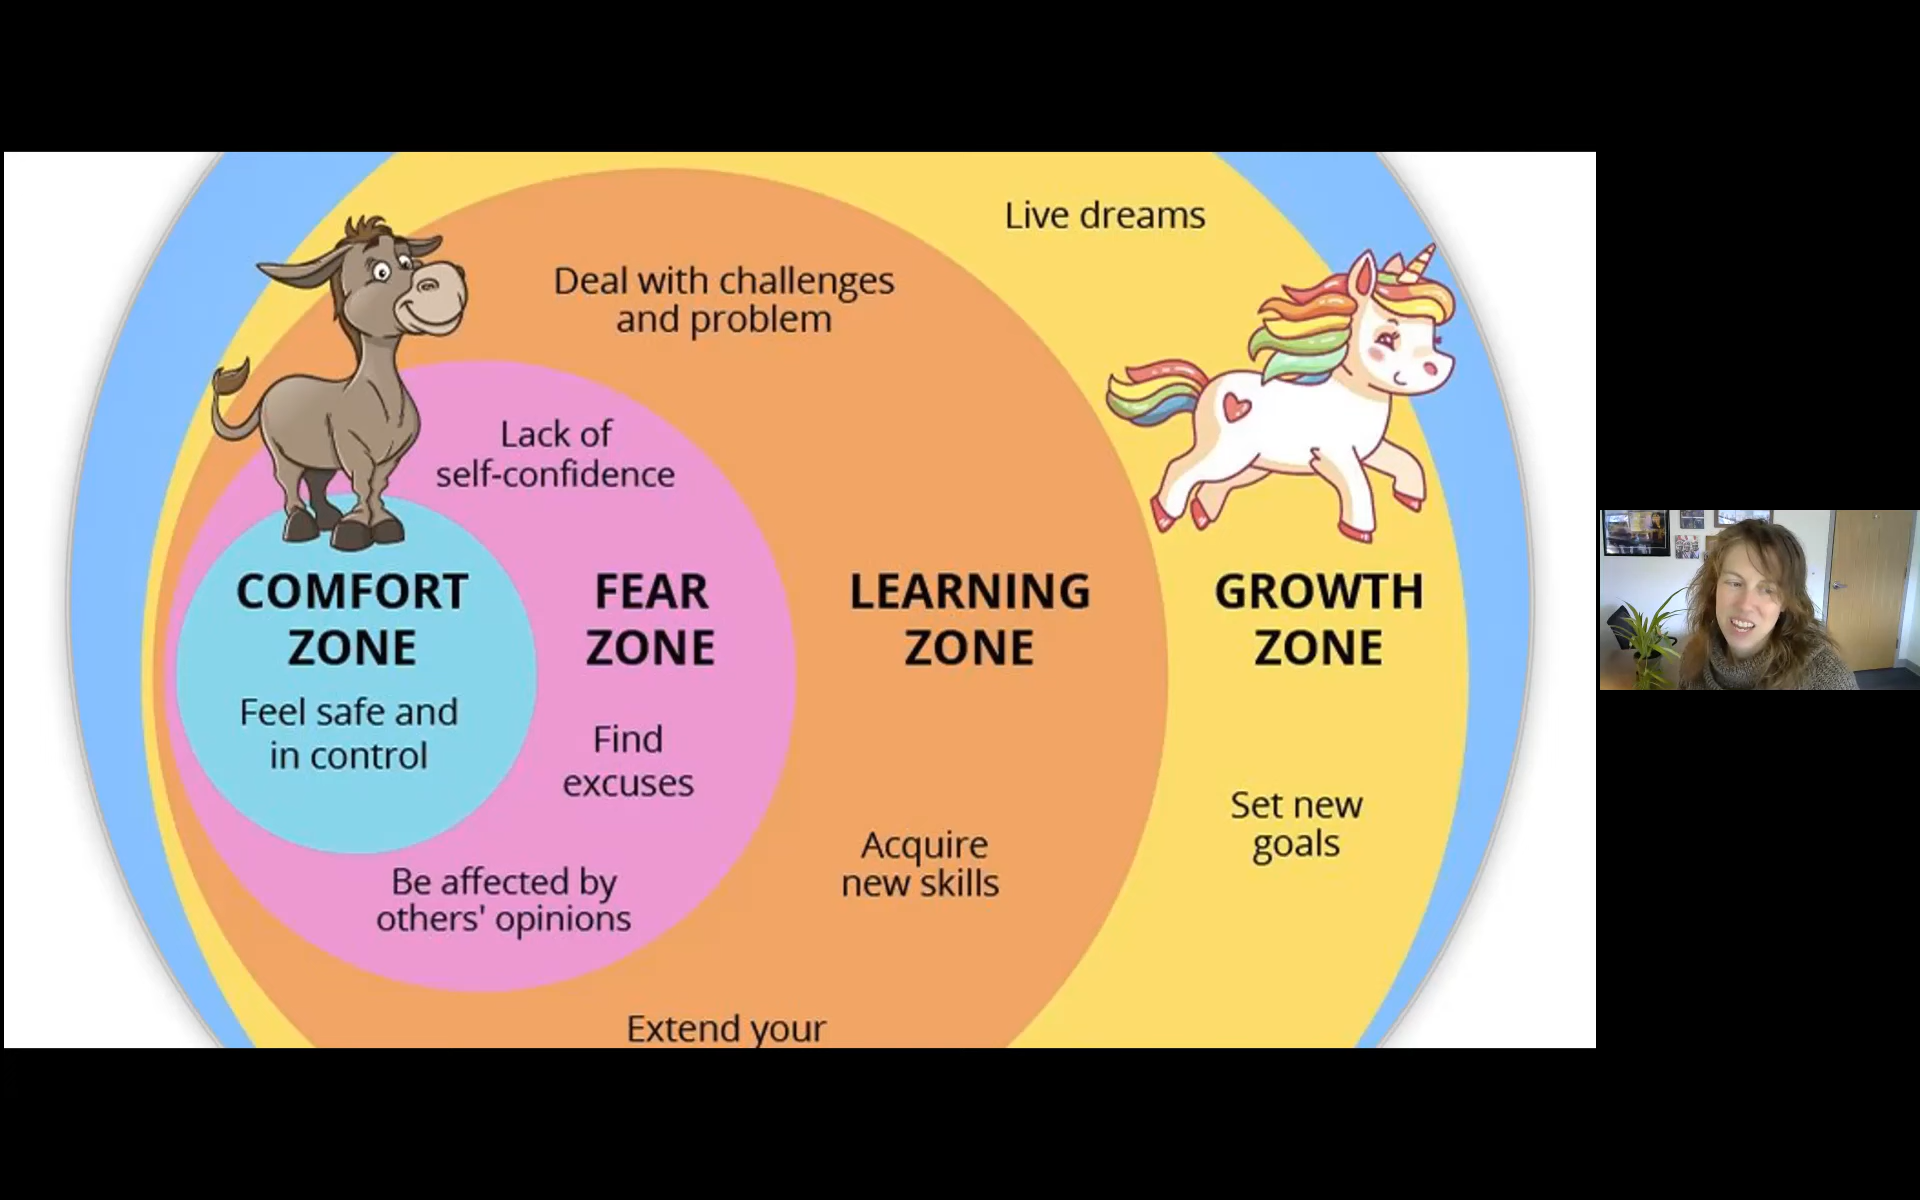 Live dreams
Deal with challenges
and problem
Lack of
self-confidence
COMFORT
ZONE
Feel safe and
in control
FEAR
ZONE
Find
excuses
Be affected by
others' opinions
LEARNING
ZONE
Acquire
new skills
Extend your
GROWTH
ZONE
Set new
goals